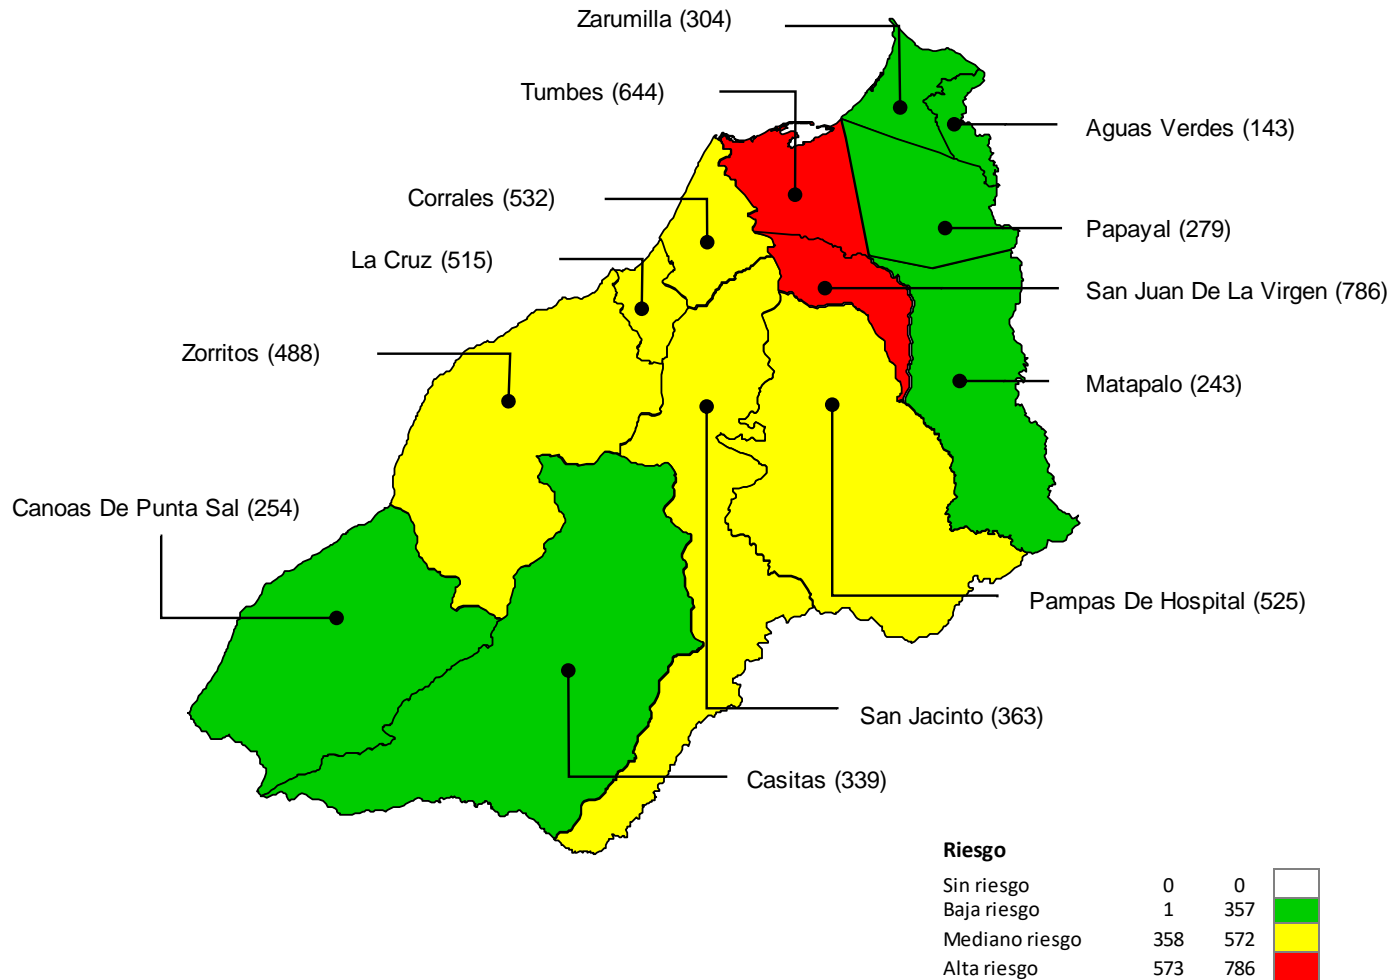 Zarumilla (304)
Tumbes (644)
Aguas Verdes (143)
Corrales (532)
Papayal (279)
La Cruz (515)
San Juan De La Virgen (786)
Zorritos (488)
Matapalo (243)
Canoas De Punta Sal (254)
Pampas De Hospital (525)
San Jacinto (363)
Casitas (339)
Riesgo
Sin riesgo 0 0
Baja riesgo 1 357
Mediano riesgo 358 572
Alta riesgo 573 786